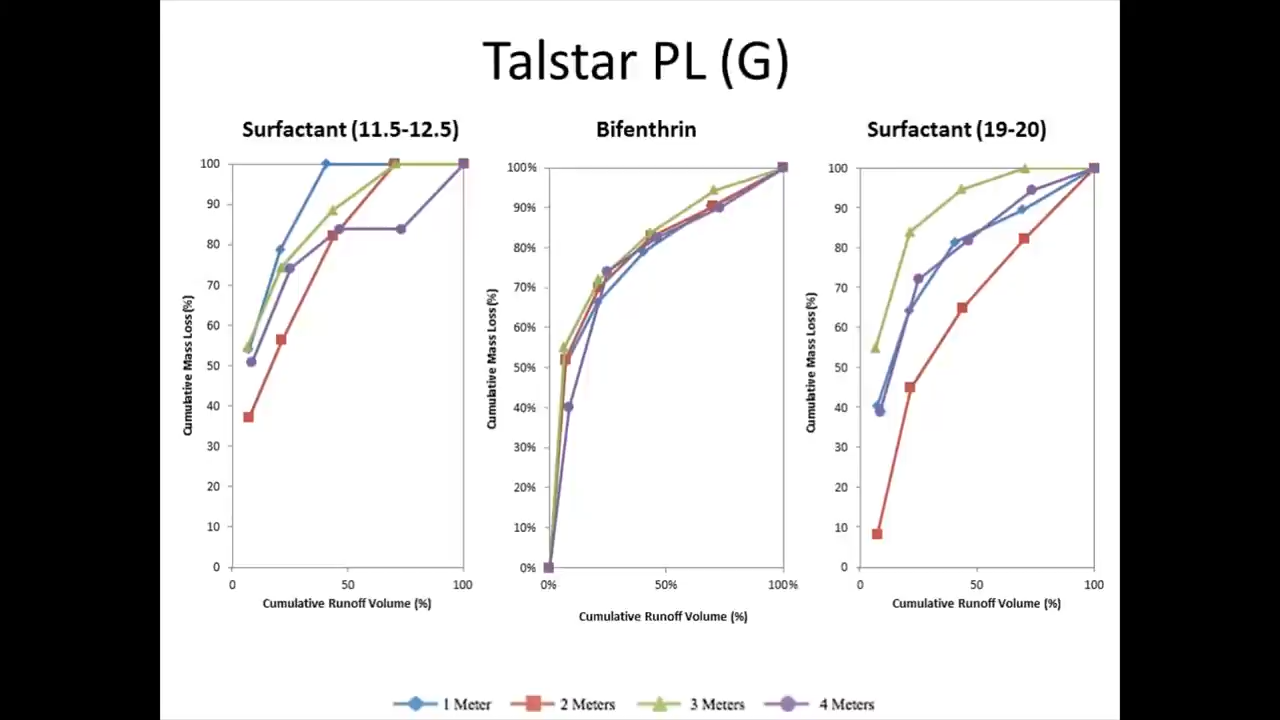 Talstar PL (G)
Surfactant (11.5-12.5)
100
90
80
70
60
50
40
30
20
10
0
Cumulative Mass Loss (%)
0 50 100
Cumulative Runoff Volume (%)
Bifenthrin
100%
90%
80%
70%
60%
50%
40%
30%
20%
10%
0%
Cumulative Mass Loss (%)
0% 50% 100%
Cumulative Runoff Volume (%)
Surfactant (19-20)
100
90
80
70
60
50
40
30
20
10
0
Cumulative Mass Loss (%)
0 50 100
Cumulative Runoff Volume (%)
1 Meter 2 Meters 3 Meters 4 Meters